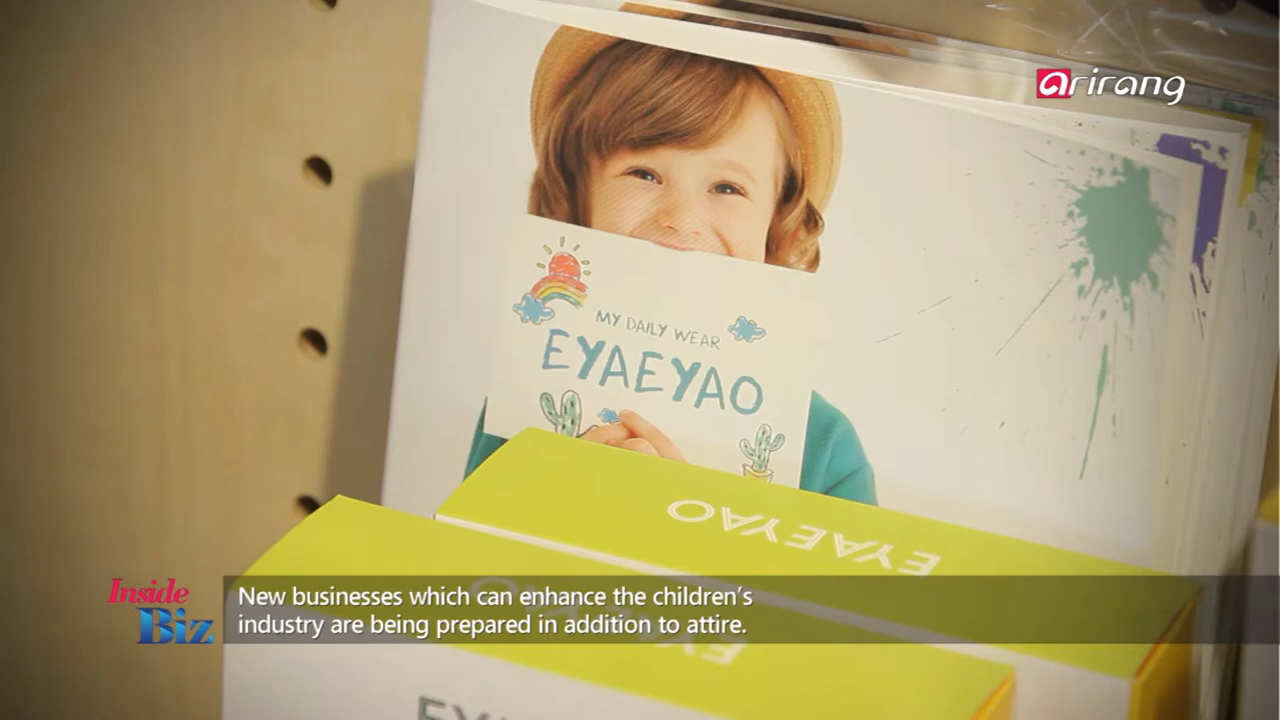 arirang
MY DAILY WEAR
EYAEYAO
EYAEYAO
Inside
Biz
New businesses which can enhance the children's
industry are being prepared in addition to attire.